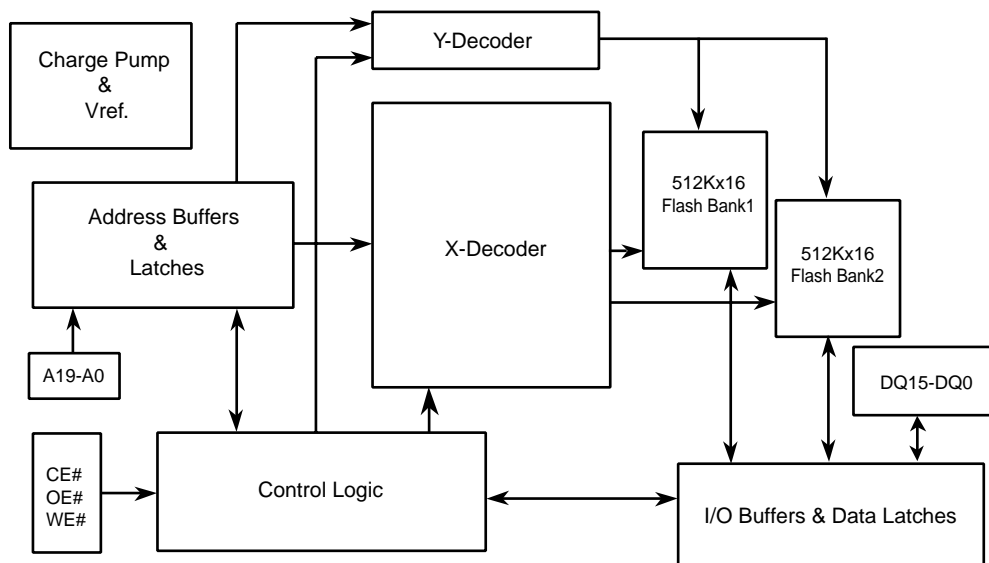 Charge Pump
&
Vref.
Y-Decoder
Address Buffers
&
Latches
X-Decoder
512Kx16
Flash Bank1
512Kx16
Flash Bank2
A19-A0
DQ15-DQ0
CE#
OE#
WE#
Control Logic
I/O Buffers & Data Latches